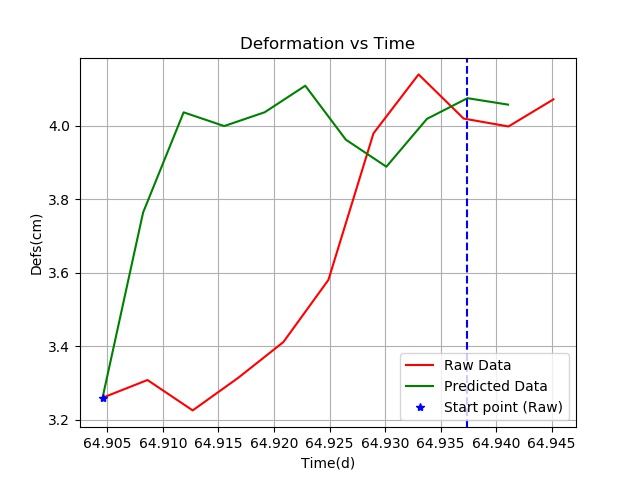 Deformation vs Time
Defs(cm)
4.0
3.8
3.6
3.4
3.2
Raw Data
Predicted Data
Start point (Raw)
64.905 64.910 64.915 64.920 64.925 64.930 64.935 64.940 64.945
Time(d)